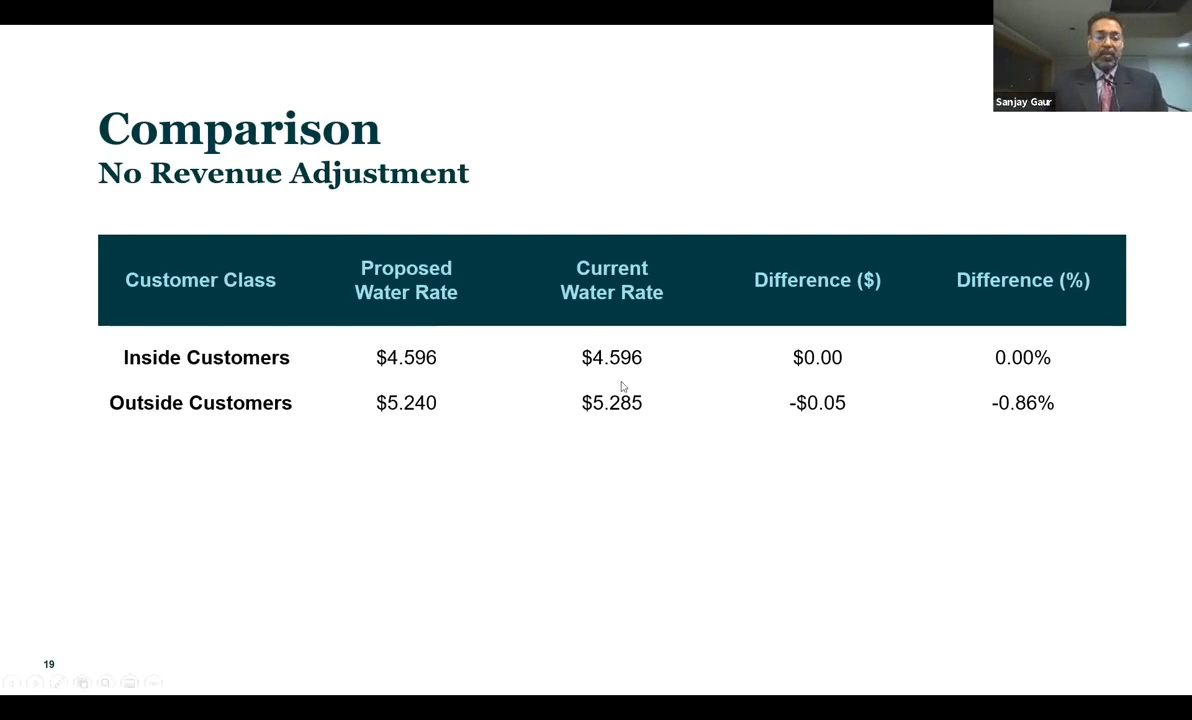 Sanjay Gaur
Comparison
No Revenue Adjustment
Customer Class
Proposed
Water Rate
Current
Water Rate
Difference ($)
Difference (%)
Inside Customers $4.596 $4.596 $0.00 0.00%
Outside Customers $5.240 $5.285 -$0.05 -0.86%
19